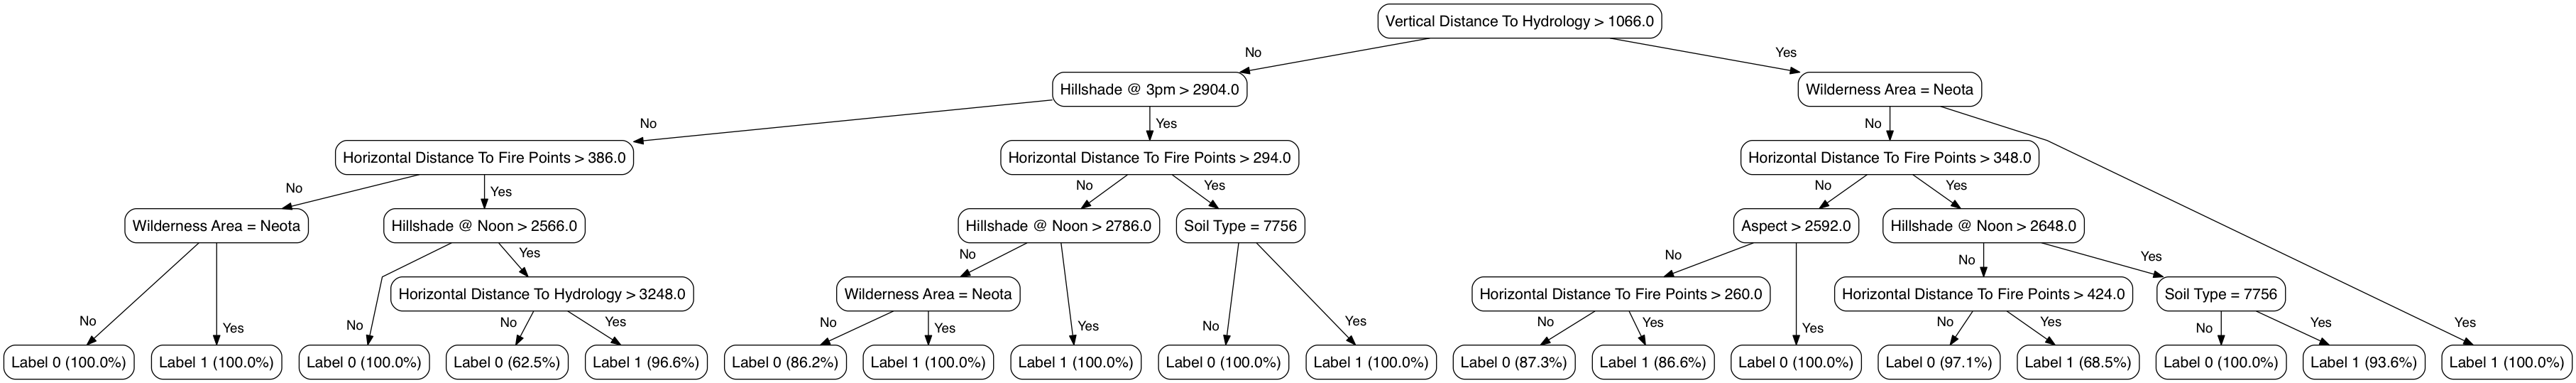 Vertical Distance To Hydrology > 1066.0
No
Yes
Hillshade @ 3pm > 2904.0
Wilderness Area = Neota
No
Yes
No
Yes
Horizontal Distance To Fire Points > 386.0
Horizontal Distance To Fire Points > 294.0
Horizontal Distance To Fire Points > 348.0
No
Yes
No
Yes
No
Yes
Wilderness Area = Neota
Hillshade @ Noon > 2566.0
Hillshade @ Noon > 2786.0
Soil Type = 7756
Aspect > 2592.0
Hillshade @ Noon > 2648.0
No
Yes
No
Yes
No
Yes
No
Yes
No
Yes
No
Yes
Horizontal Distance To Hydrology > 3248.0
Wilderness Area = Neota
Horizontal Distance To Fire Points > 260.0
Horizontal Distance To Fire Points > 424.0
Soil Type = 7756
No
Yes
No
Yes
No
Yes
No
Yes
No
Yes
Label 0 (100.0%)
Label 1 (100.0%)
Label 0 (100.0%)
Label 0 (62.5%)
Label 1 (96.6%)
Label 0 (86.2%)
Label 1 (100.0%)
Label 1 (100.0%)
Label 0 (100.0%)
Label 1 (100.0%)
Label 0 (87.3%)
Label 1 (86.6%)
Label 0 (100.0%)
Label 0 (97.1%)
Label 1 (68.5%)
Label 0 (100.0%)
Label 1 (93.6%)
Label 1 (100.0%)